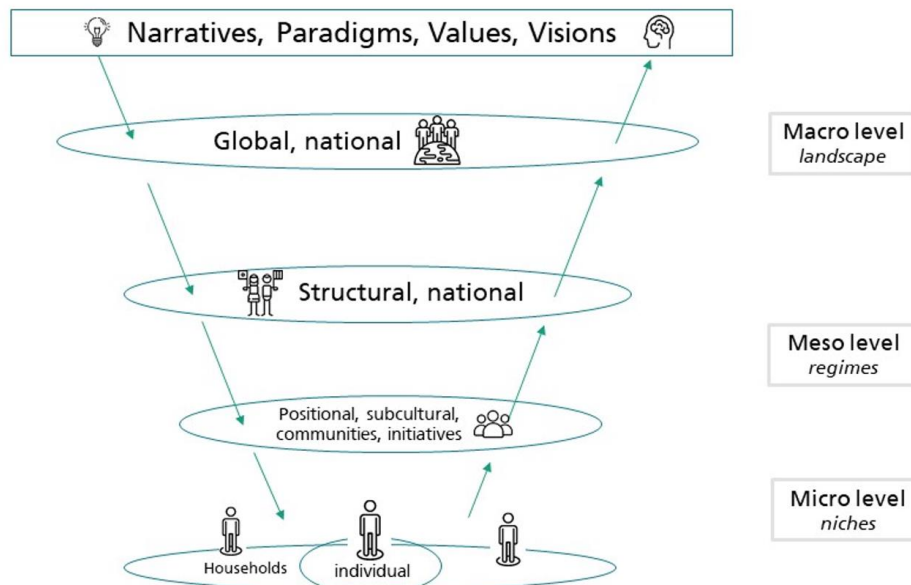 Narratives, Paradigms, Values, Visions
Global, national
Macro level
landscape
Structural, national
Meso level
regimes
Positional, subcultural,
communities, initiatives
Micro level
niches
Households
individual